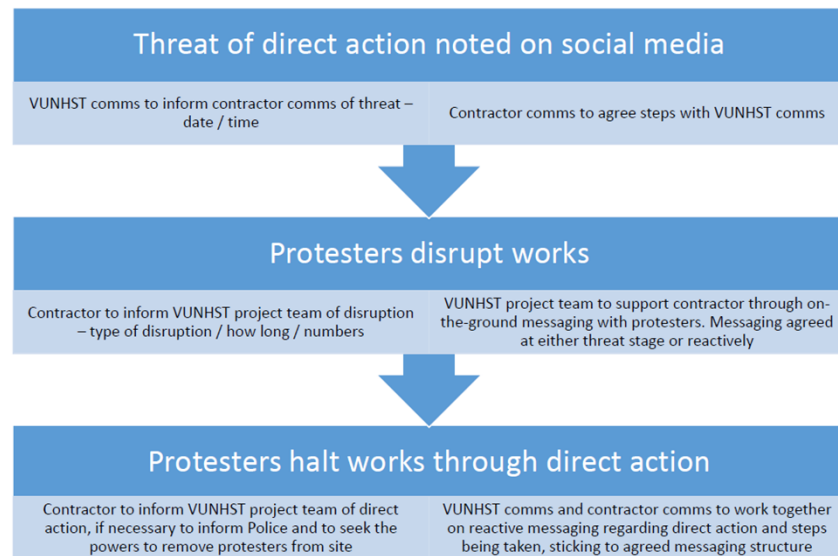 Threat of direct action noted on social media
VUNHST comms to inform contractor comms of threat –
date / time
Contractor comms to agree steps with VUNHST comms
Protesters disrupt works
Contractor to inform VUNHST project team of disruption
– type of disruption / how long / numbers
VUNHST project team to support contractor through on-
the-ground messaging with protesters. Messaging agreed
at either threat stage or reactively
Protesters halt works through direct action
Contractor to inform VUNHST project team of direct
action, if necessary to inform Police and to seek the
powers to remove protesters from site
VUNHST comms and contractor comms to work together
on reactive messaging regarding direct action and steps
being taken, sticking to agreed messaging structure